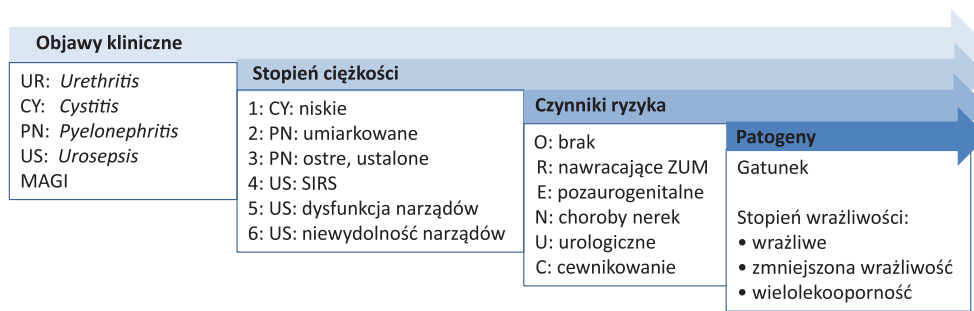 Objawy kliniczne
UR: Urethritis
CY: Cystitis
PN: Pyelonephritis
US: Urosepsis
MAGI
Stopień ciężkości
1: CY: niskie
2: PN: umiarkowane
3: PN: ostre, ustalone
4: US: SIRS
5: US: dysfunkcja narządów
6: US: niewydolność narządów
Czynniki ryzyka
O: brak
R: nawracające ZUM
E: pozaurogenitalne
N: choroby nerek
U: urologiczne
C: cewnikowanie
Patogeny
Gatunek
Stopień wrażliwości:
• wrażliwe
• zmniejszona wrażliwość
• wielolekooporność